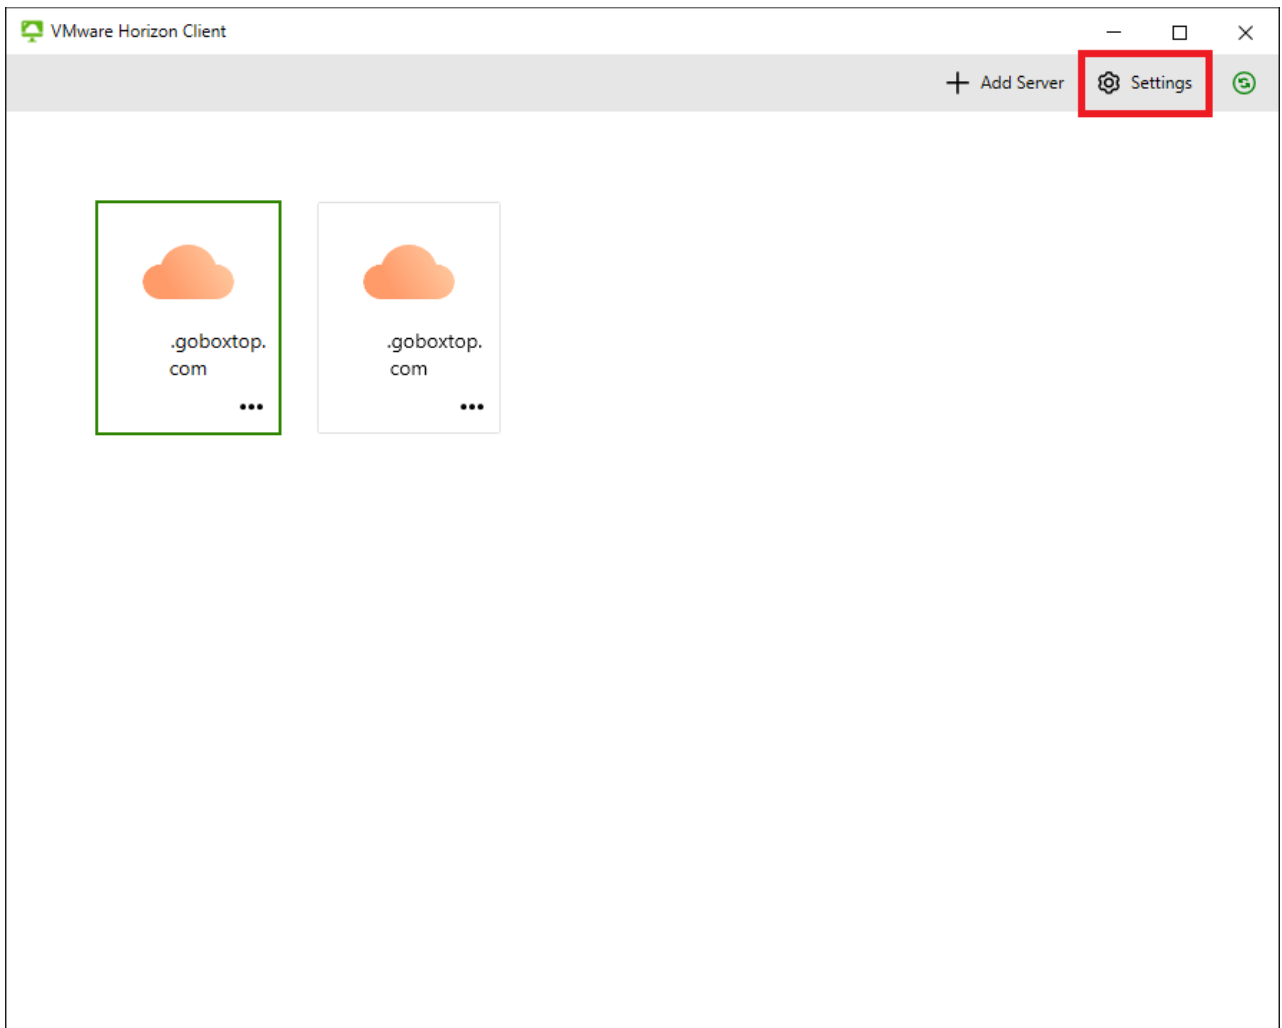 VMware Horizon Client
Add Server
Settings
.goboxtop.
com
.goboxtop.
com